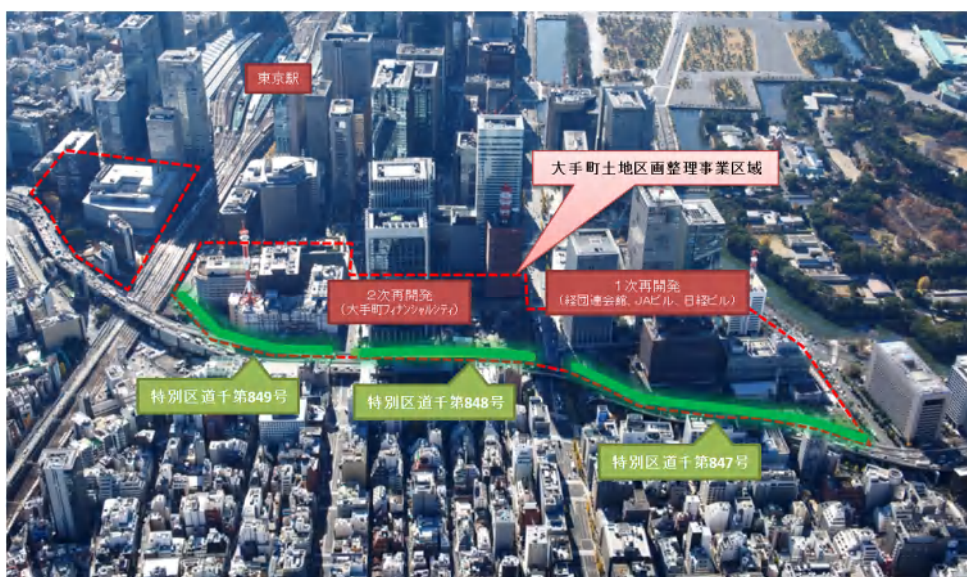 東京駅
大手町土地区画整理事業区域
2次再開発
(大手町フィナンシャルシティ)
1次再開発
(経団連会館、JAビル、日経ビル)
特別区道千第849号
特別区道千第848号
特別区道千第847号